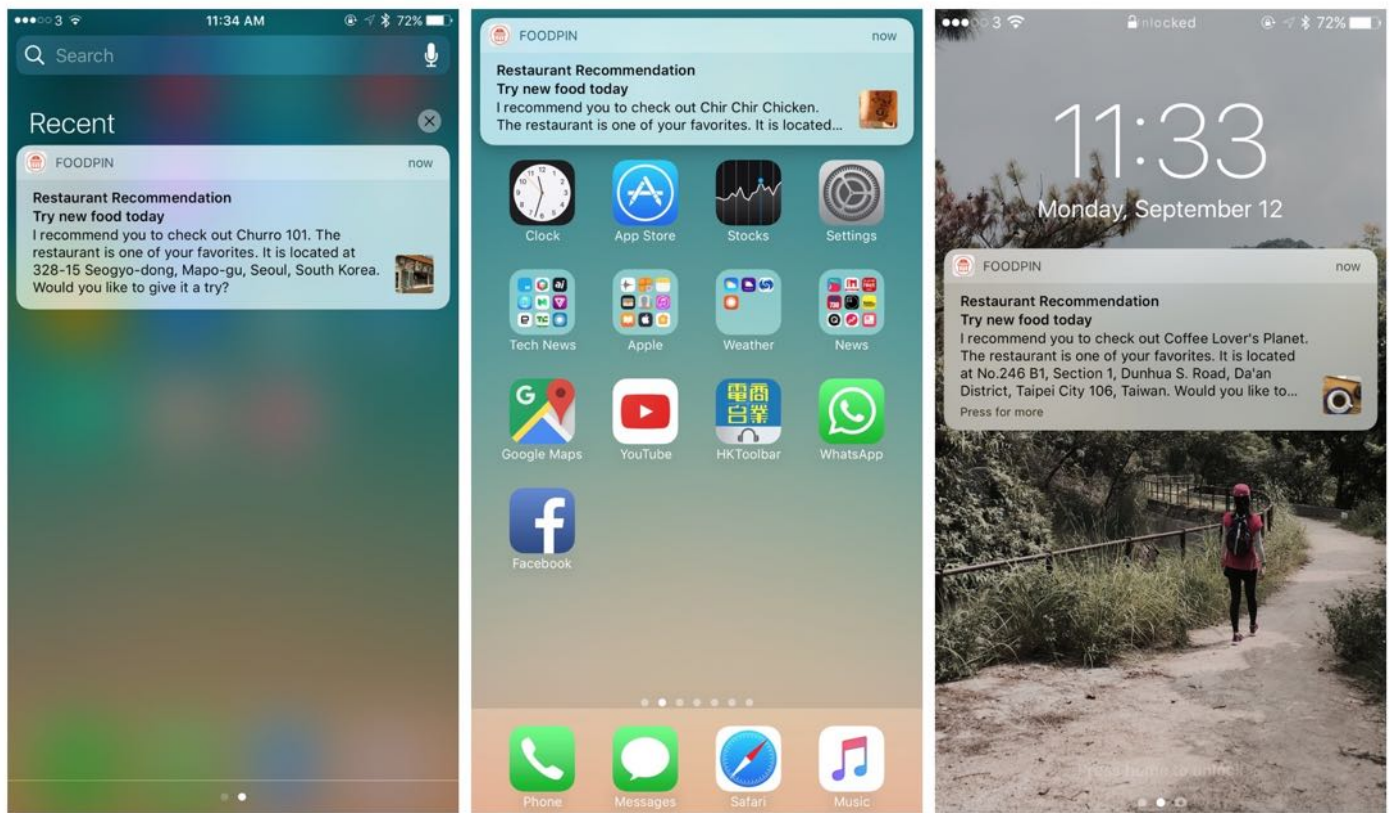 3
11:34 AM
72%
Search
Recent
FOODPIN
now
Restaurant Recommendation
Try new food today
I recommend you to check out Churro 101. The
restaurant is one of your favorites. It is located at
328-15 Seogyo-dong, Mapo-gu, Seoul, South Korea.
Would you like to give it a try?
FOODPIN
now
Restaurant Recommendation
Try new food today
I recommend you to check out Chir Chir Chicken.
The restaurant is one of your favorites. It is located...
Clock
App Store
Stocks
Settings
Tech News
Apple
Weather
News
Google Maps
YouTube
電商
台業
HKToolbar
WhatsApp
Facebook
Phone
Messages
Safari
Music
3
nlocked
72%
11:33
Monday, September 12
FOODPIN
now
Restaurant Recommendation
Try new food today
I recommend you to check out Coffee Lover's Planet.
The restaurant is one of your favorites. It is located
at No.246 B1, Section 1, Dunhua S. Road, Da'an
District, Taipei City 106, Taiwan. Would you like to...
Press for more
Press home to unlock